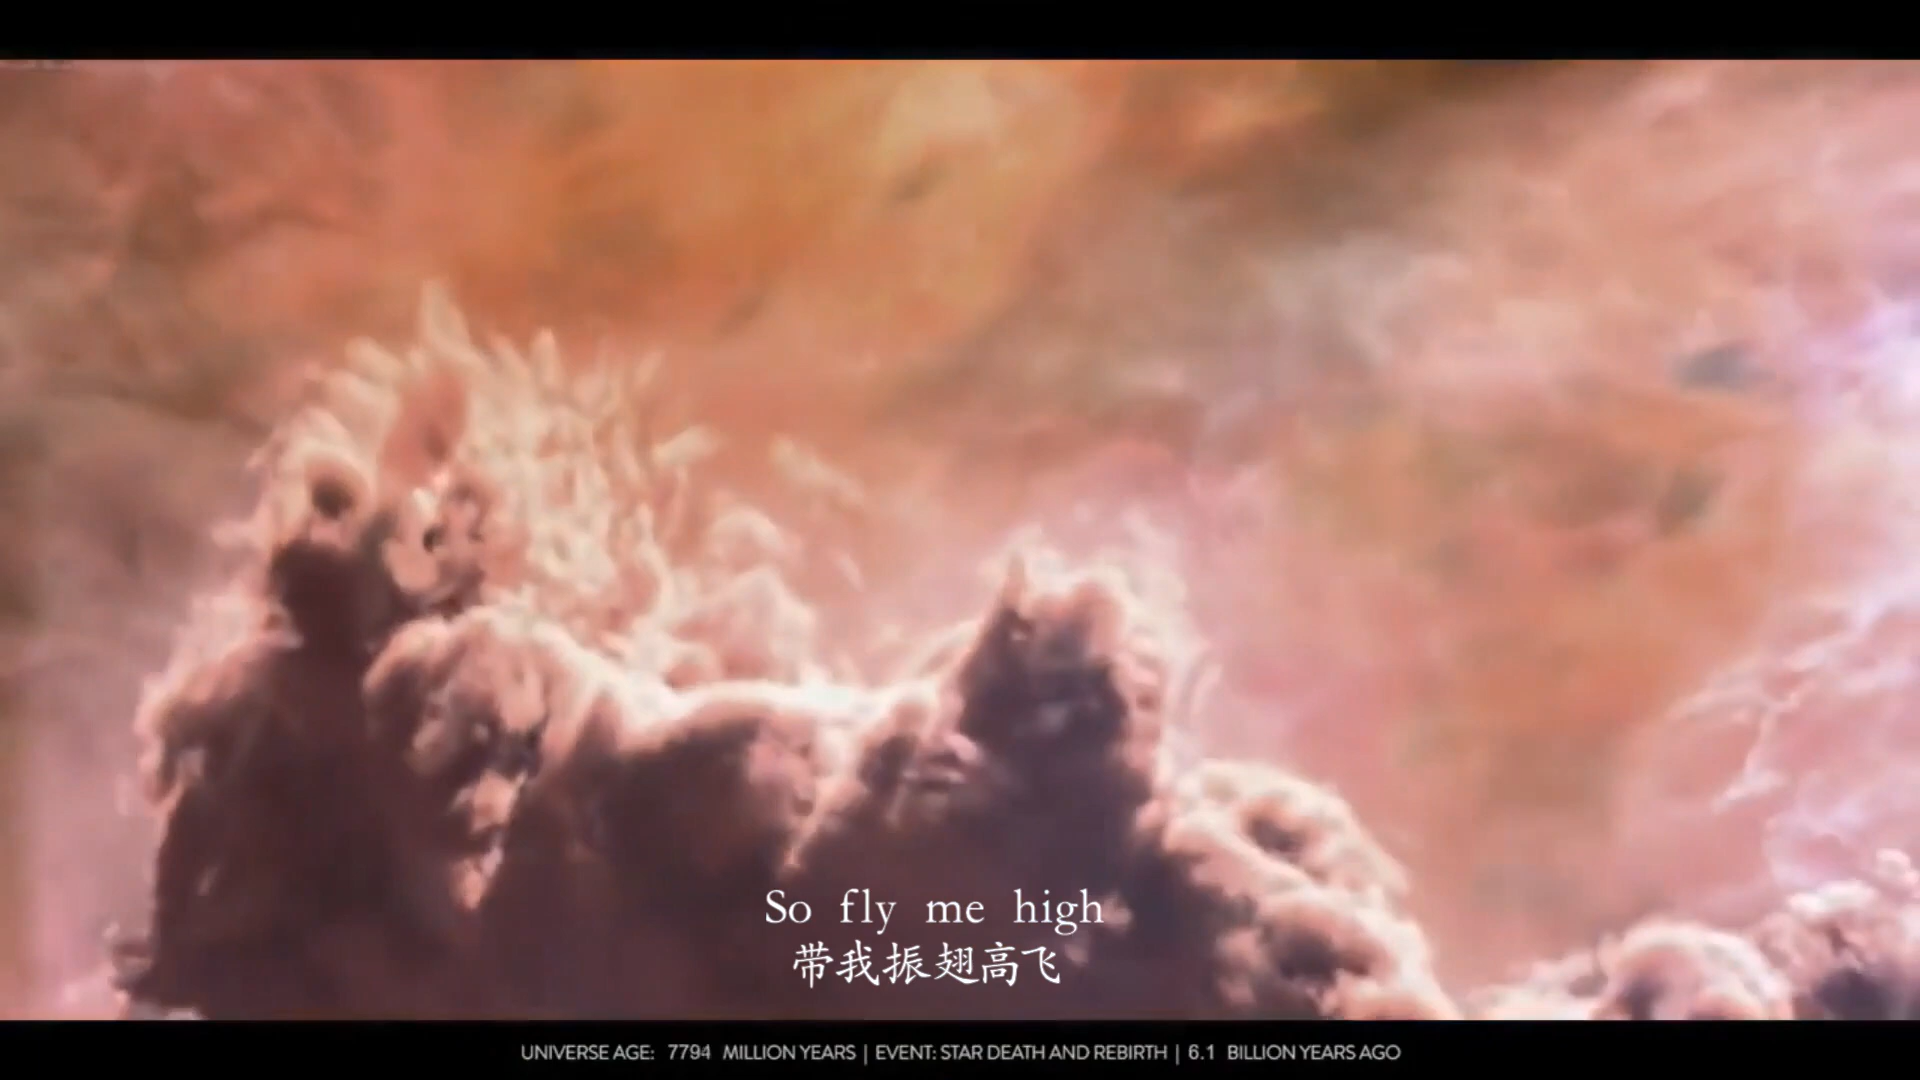 So fly me high
带我振翅高飞
UNIVERSE AGE: 7794 MILLION YEARS | EVENT: STAR DEATH AND REBIRTH | 6.1 BILLION YEARS AGO